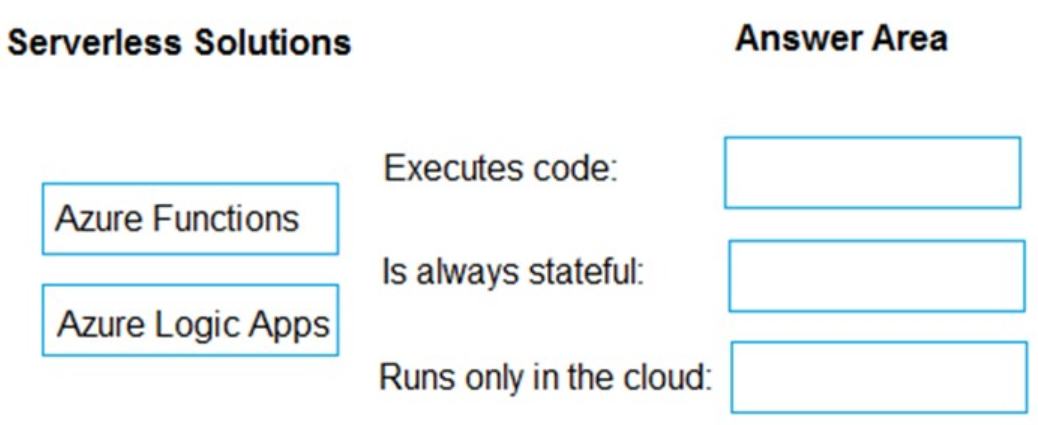 Serverless Solutions
Answer Area
Executes code:
Azure Functions
Is always stateful:
Azure Logic Apps
Runs only in the cloud: